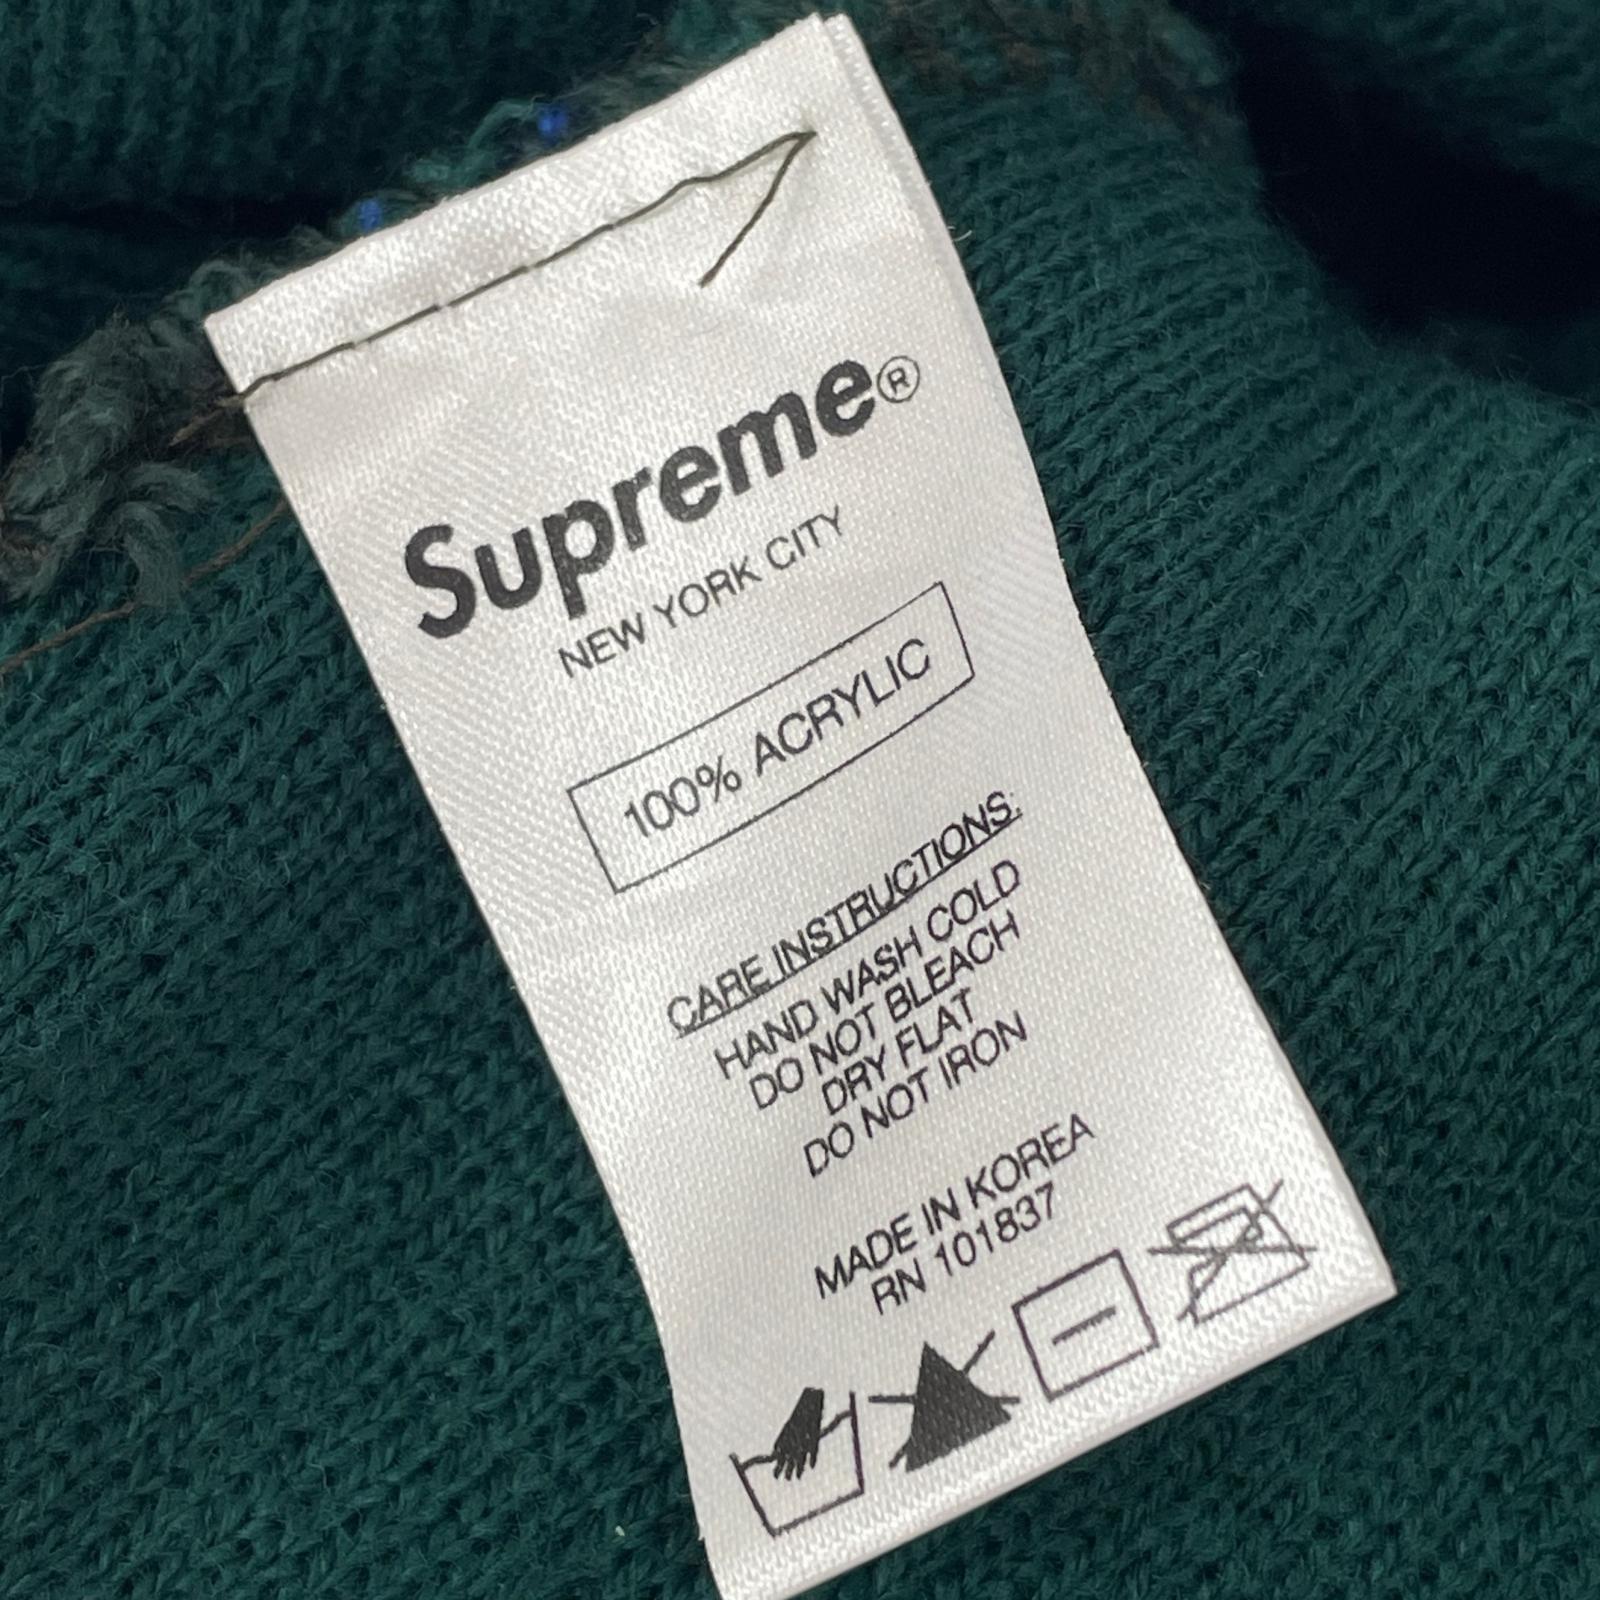 Supreme®
NEW YORK CITY
100% ACRYLIC
CARE INSTRUCTIONS:
HAND WASH COLD
DO NOT BLEACH
DRY FLAT
DO NOT IRON
MADE IN KOREA
RN 101837